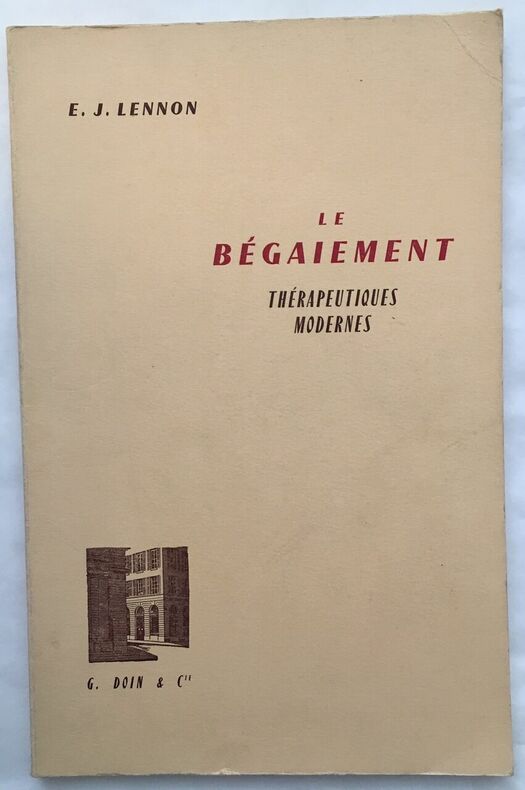 E. J. LENNON
LE
BÉGAIEMENT
THÉRAPEUTIQUES
MODERNES
G. DOIN & Cie